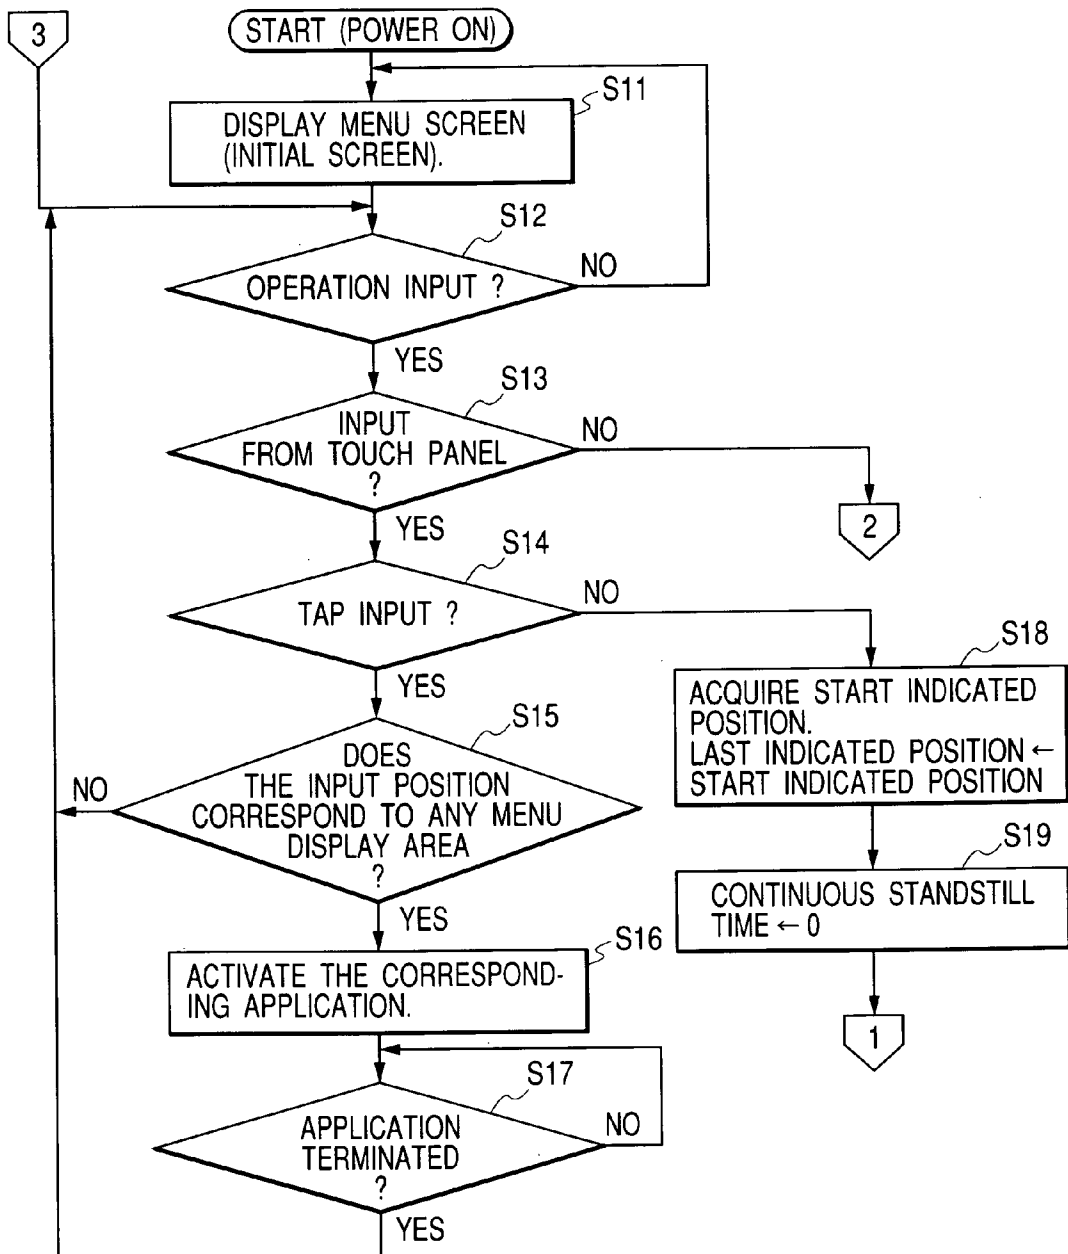 3
START (POWER ON)
S11
DISPLAY MENU SCREEN
(INITIAL SCREEN).
S12
OPERATION INPUT ?
NO
YES
S13
INPUT
FROM TOUCH PANEL
?
NO
YES
2
S14
TAP INPUT ?
NO
YES
S18
ACQUIRE START INDICATED
POSITION.
LAST INDICATED POSITION ←
START INDICATED POSITION
S15
DOES
THE INPUT POSITION
CORRESPOND TO ANY MENU
DISPLAY AREA
?
NO
YES
S19
CONTINUOUS STANDSTILL
TIME ← 0
1
S16
ACTIVATE THE CORRESPOND-
ING APPLICATION.
S17
APPLICATION
TERMINATED
?
NO
YES